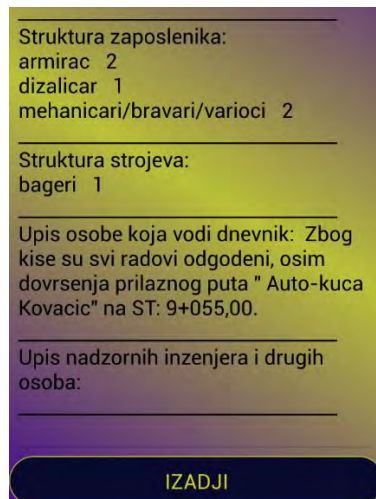 Struktura zaposlenika:
armirac 2
dizalicar 1
mehanicari/bravari/varioci 2
Struktura strojeva:
bageri 1
Upis osobe koja vodi dnevnik: Zbog
kise su svi radovi odgodeni, osim
dovrsenja prilaznog puta " Auto-kuca
Kovacic" na ST: 9+055,00.
Upis nadzornih inzenjera i drugih
osoba:
IZADJI